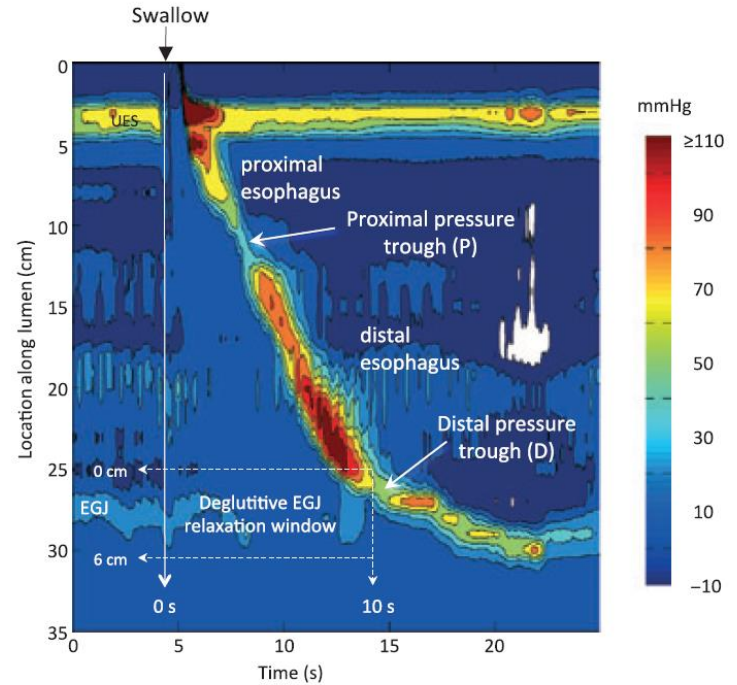 Swallow
mmHg
0
5
10
15
20
25
30
35
Location along lumen (cm)
UES
proximal
esophagus
Proximal pressure
trough (P)
distal
esophagus
Distal pressure
trough (D)
0 cm
EGJ
Deglutitive EGJ
relaxation window
6 cm
0 s
10 s
0
5
10
15
20
Time (s)
≥110
90
70
50
30
10
−10